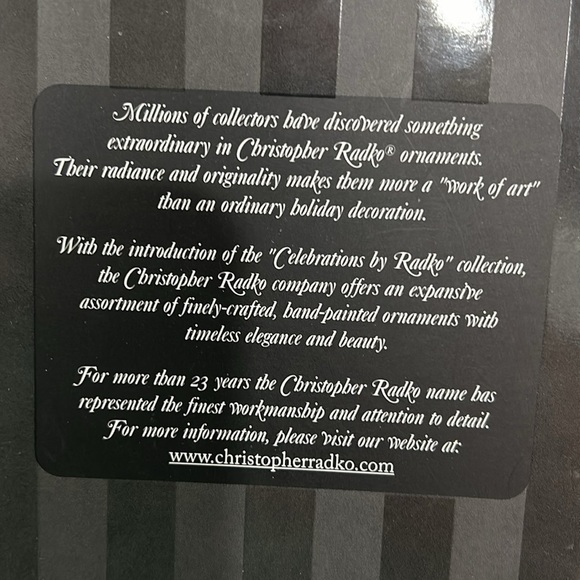 Millions of collectors have discovered something
extraordinary in Christopher Radko® ornaments.
Their radiance and originality makes them more a "work of art"
than an ordinary holiday decoration.
With the introduction of the "Celebrations by Radko" collection,
the Christopher Radko company offers an expansive
assortment of finely-crafted, hand-painted ornaments with
timeless elegance and beauty.
For more than 23 years the Christopher Radko name has
represented the finest workmanship and attention to detail.
For more information, please visit our website at:
www.christopherradko.com